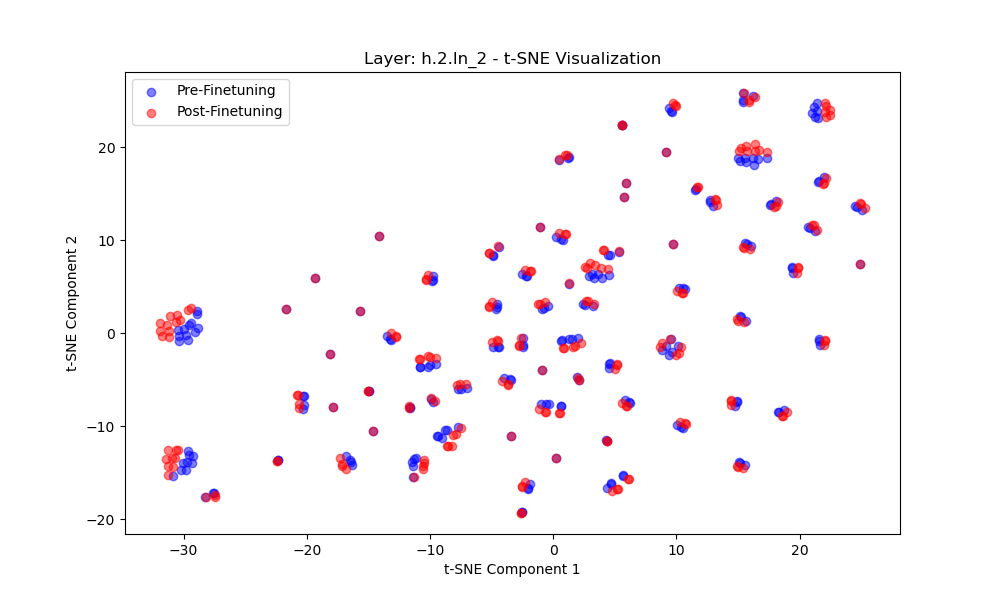 Layer: h.2.ln_2 - t-SNE Visualization
Pre-Finetuning
Post-Finetuning
20
10
0
−10
−20
t-SNE Component 2
−30
−20
−10
0
10
20
t-SNE Component 1